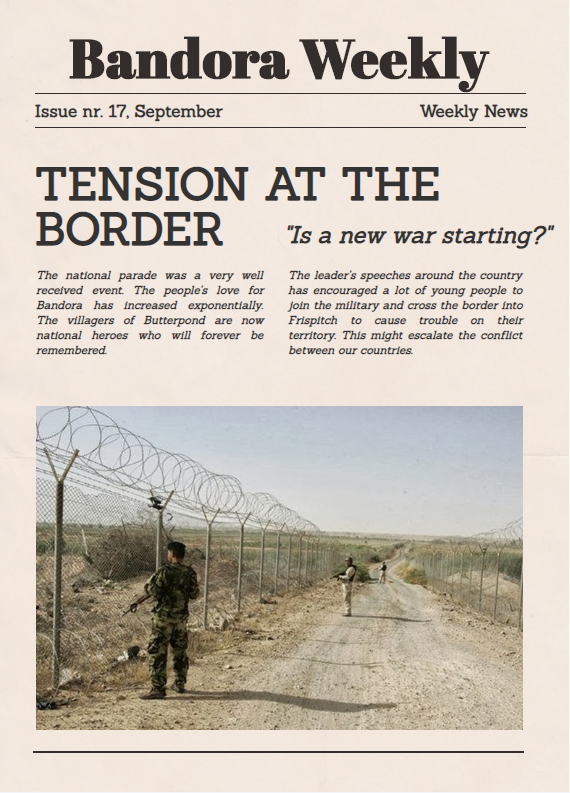 Bandora Weekly
Issue nr. 17, September
Weekly News
TENSION AT THE
BORDER
"Is a new war starting?"
The national parade was a very well
received event. The people's love for
Bandora has increased exponentially.
The villagers of Butterpond are now
national heroes who will forever be
remembered.
The leader's speeches around the country
has encouraged a lot of young people to
join the military and cross the border into
Frispitch to cause trouble on their
territory. This might escalate the conflict
between our countries.